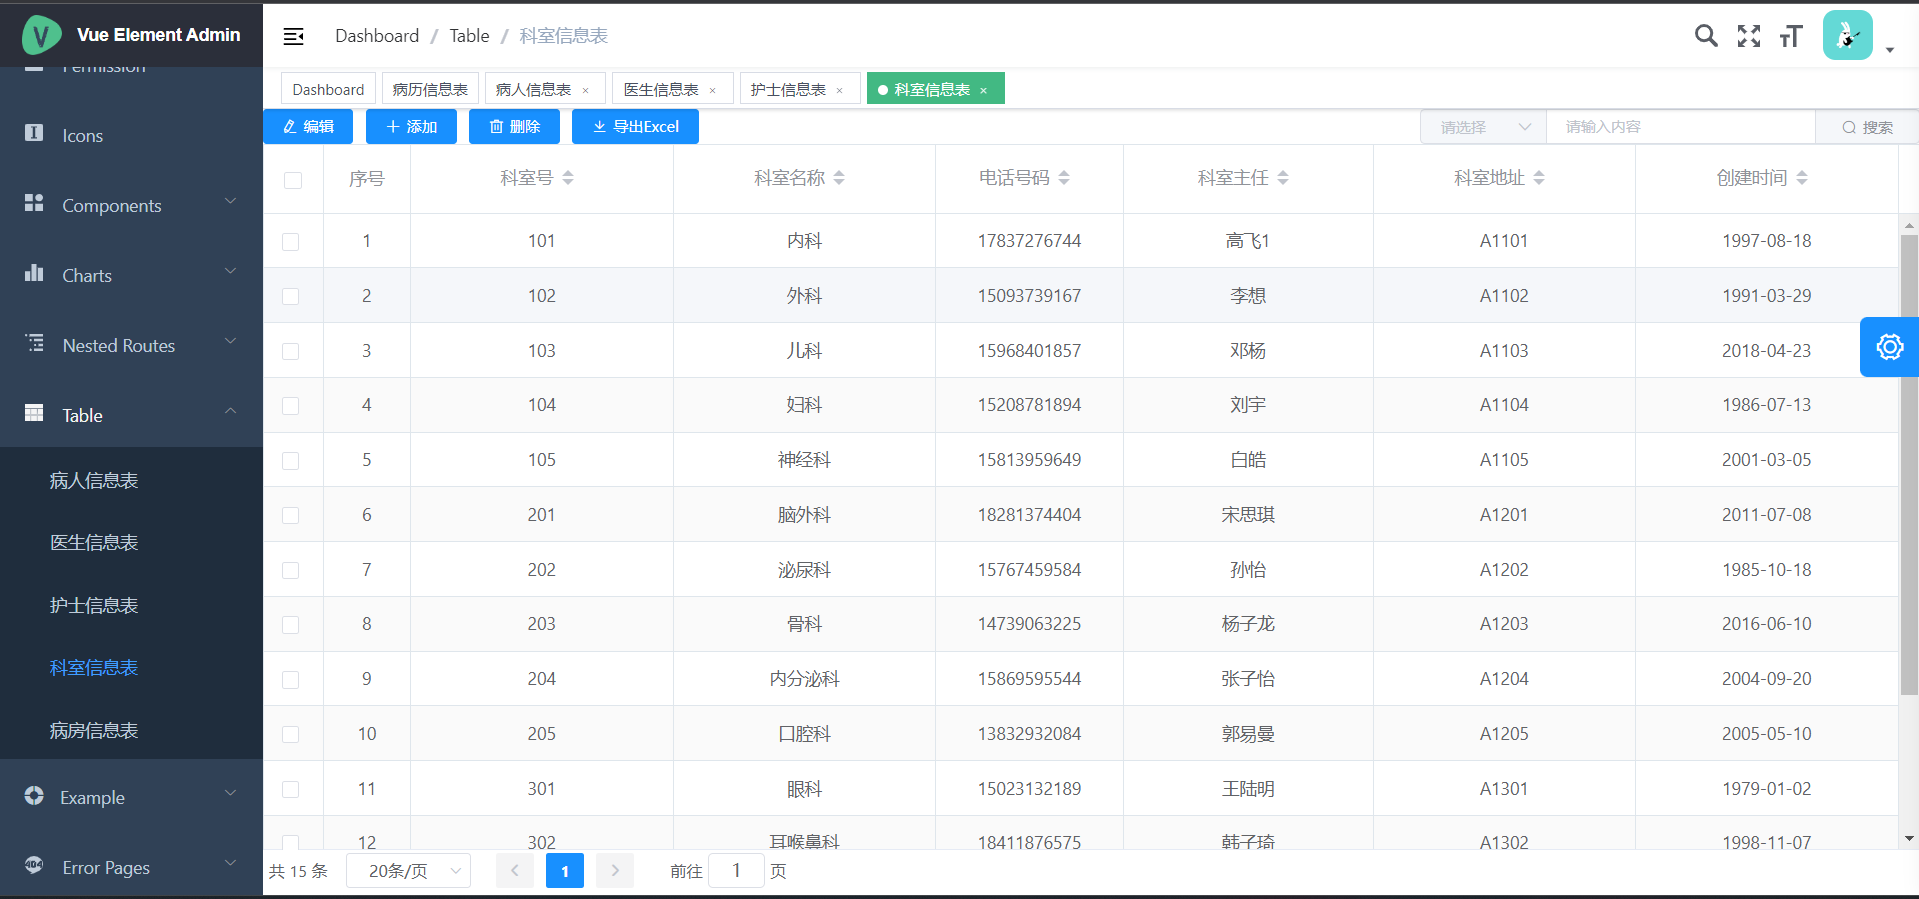 Vue Element Admin
Dashboard / Table / 科室信息表
Permission
Icons
Components
Charts
Nested Routes
Table
病人信息表
医生信息表
护士信息表
科室信息表
病房信息表
Example
404 Error Pages
Dashboard 病历信息表 病人信息表 × 医生信息表 × 护士信息表 × 科室信息表 ×
编辑 添加 删除 导出Excel 请选择 请输入内容 搜索
序号 科室号 科室名称 电话号码 科室主任 科室地址 创建时间
1 101 内科 17837276744 高飞1 A1101 1997-08-18
2 102 外科 15093739167 李想 A1102 1991-03-29
3 103 儿科 15968401857 邓杨 A1103 2018-04-23
4 104 妇科 15208781894 刘宇 A1104 1986-07-13
5 105 神经科 15813959649 白皓 A1105 2001-03-05
6 201 脑外科 18281374404 宋思琪 A1201 2011-07-08
7 202 泌尿科 15767459584 孙怡 A1202 1985-10-18
8 203 骨科 14739063225 杨子龙 A1203 2016-06-10
9 204 内分泌科 15869595544 张子怡 A1204 2004-09-20
10 205 口腔科 13832932084 郭易曼 A1205 2005-05-10
11 301 眼科 15023132189 王陆明 A1301 1979-01-02
12 302 耳喉鼻科 18411876575 韩子琦 A1302 1998-11-07
共 15 条 20条/页 1 前往 1 页